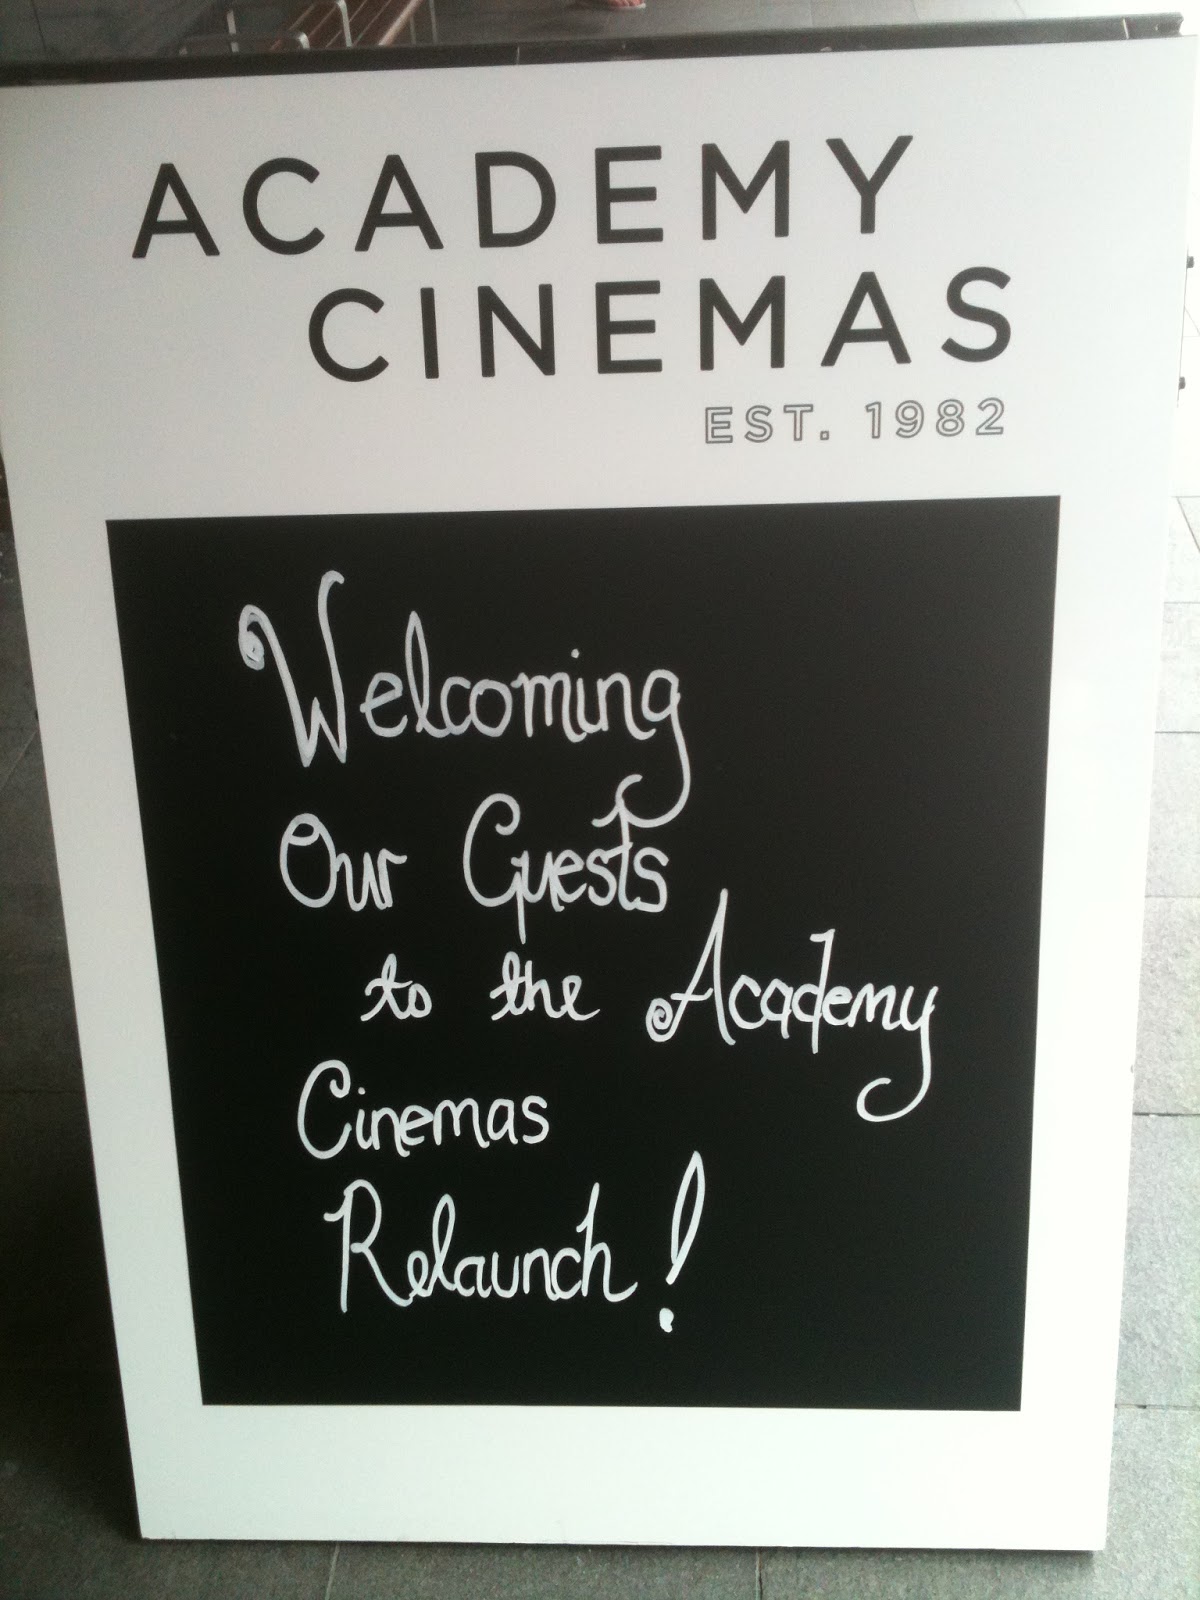 ACADEMY
CINEMAS
EST. 1982
Welcoming
Our Guests
to the Academy
Cinemas
Relaunch!